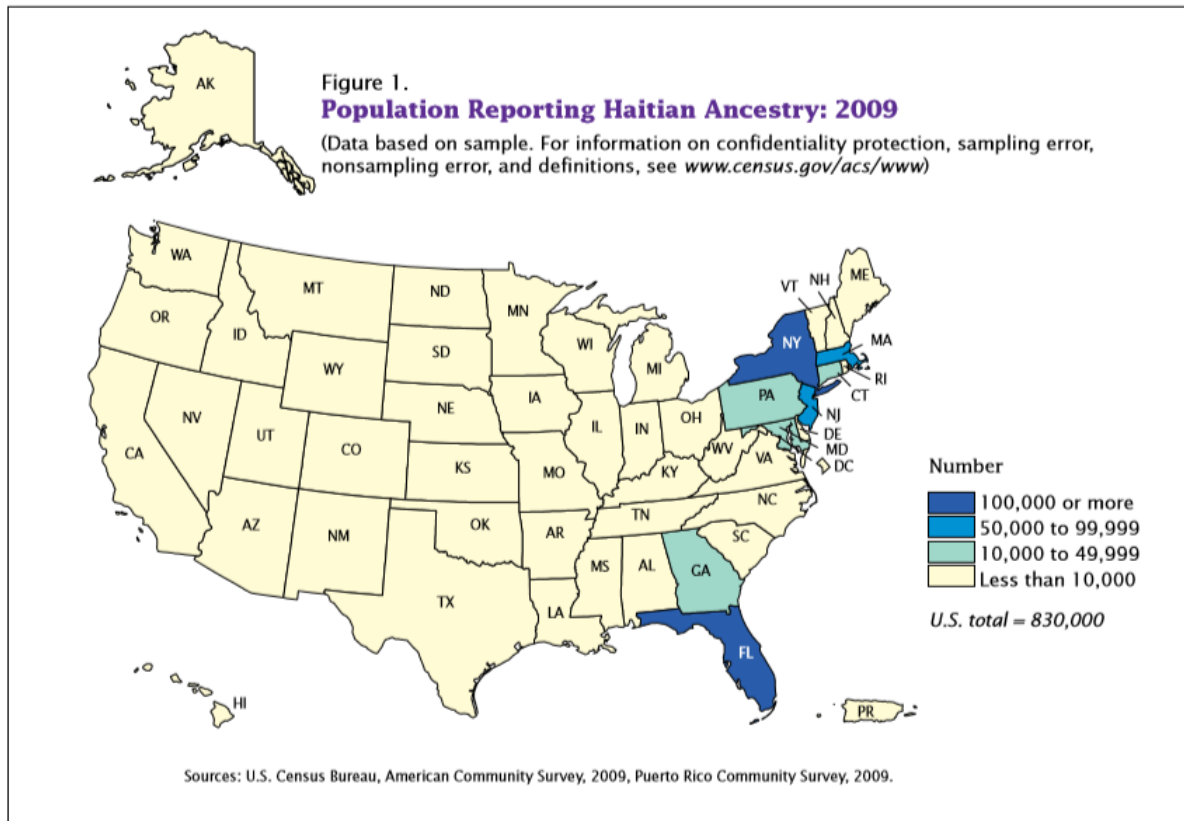 AK
Figure 1.
Population Reporting Haitian Ancestry: 2009
(Data based on sample. For information on confidentiality protection, sampling error,
nonsampling error, and definitions, see www.census.gov/acs/www)
WA
MT
ND
MN
VT
NH
ME
OR
ID
SD
WI
MI
NY
MA
WY
RI
CT
NV
NE
IA
PA
NJ
UT
CO
IL
IN
OH
DE
MD
CA
KS
MO
KY
WV
VA
DC
AZ
NM
OK
AR
TN
NC
SC
TX
LA
MS
AL
GA
FL
HI
PR
Number
100,000 or more
50,000 to 99,999
10,000 to 49,999
Less than 10,000
U.S. total = 830,000
Sources: U.S. Census Bureau, American Community Survey, 2009, Puerto Rico Community Survey, 2009.